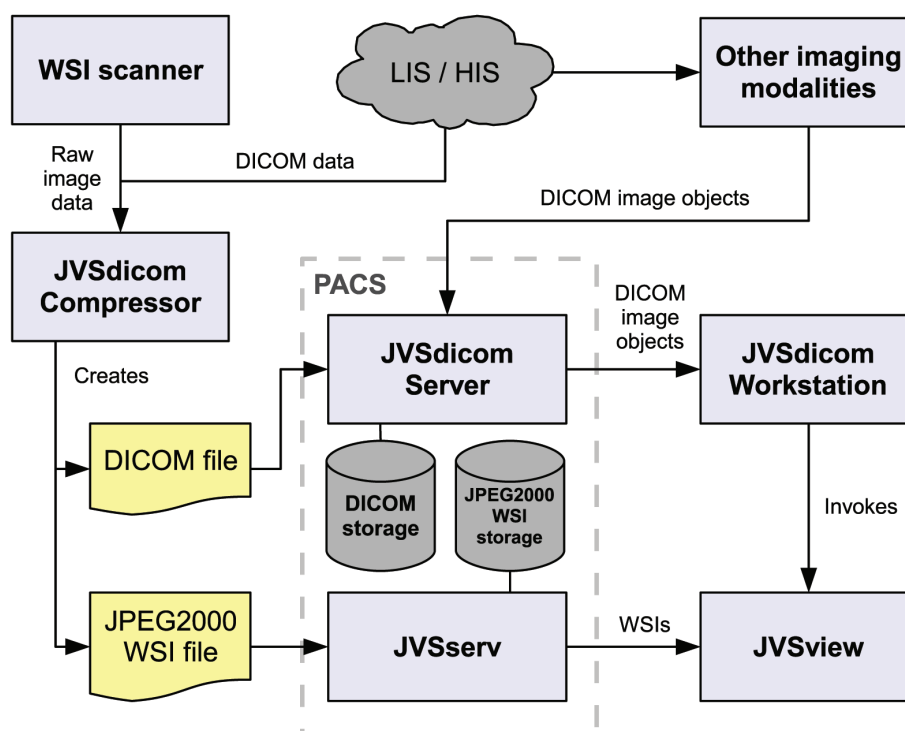 WSI scanner
LIS / HIS
Other imaging
modalities
Raw
image
data
DICOM data
DICOM image objects
JVSdicom
Compressor
PACS
DICOM
image
objects
JVSdicom
Server
JVSdicom
Workstation
Creates
DICOM file
DICOM
storage
JPEG2000
WSI
storage
Invokes
JPEG2000
WSI file
JVSserv
WSIs
JVSview